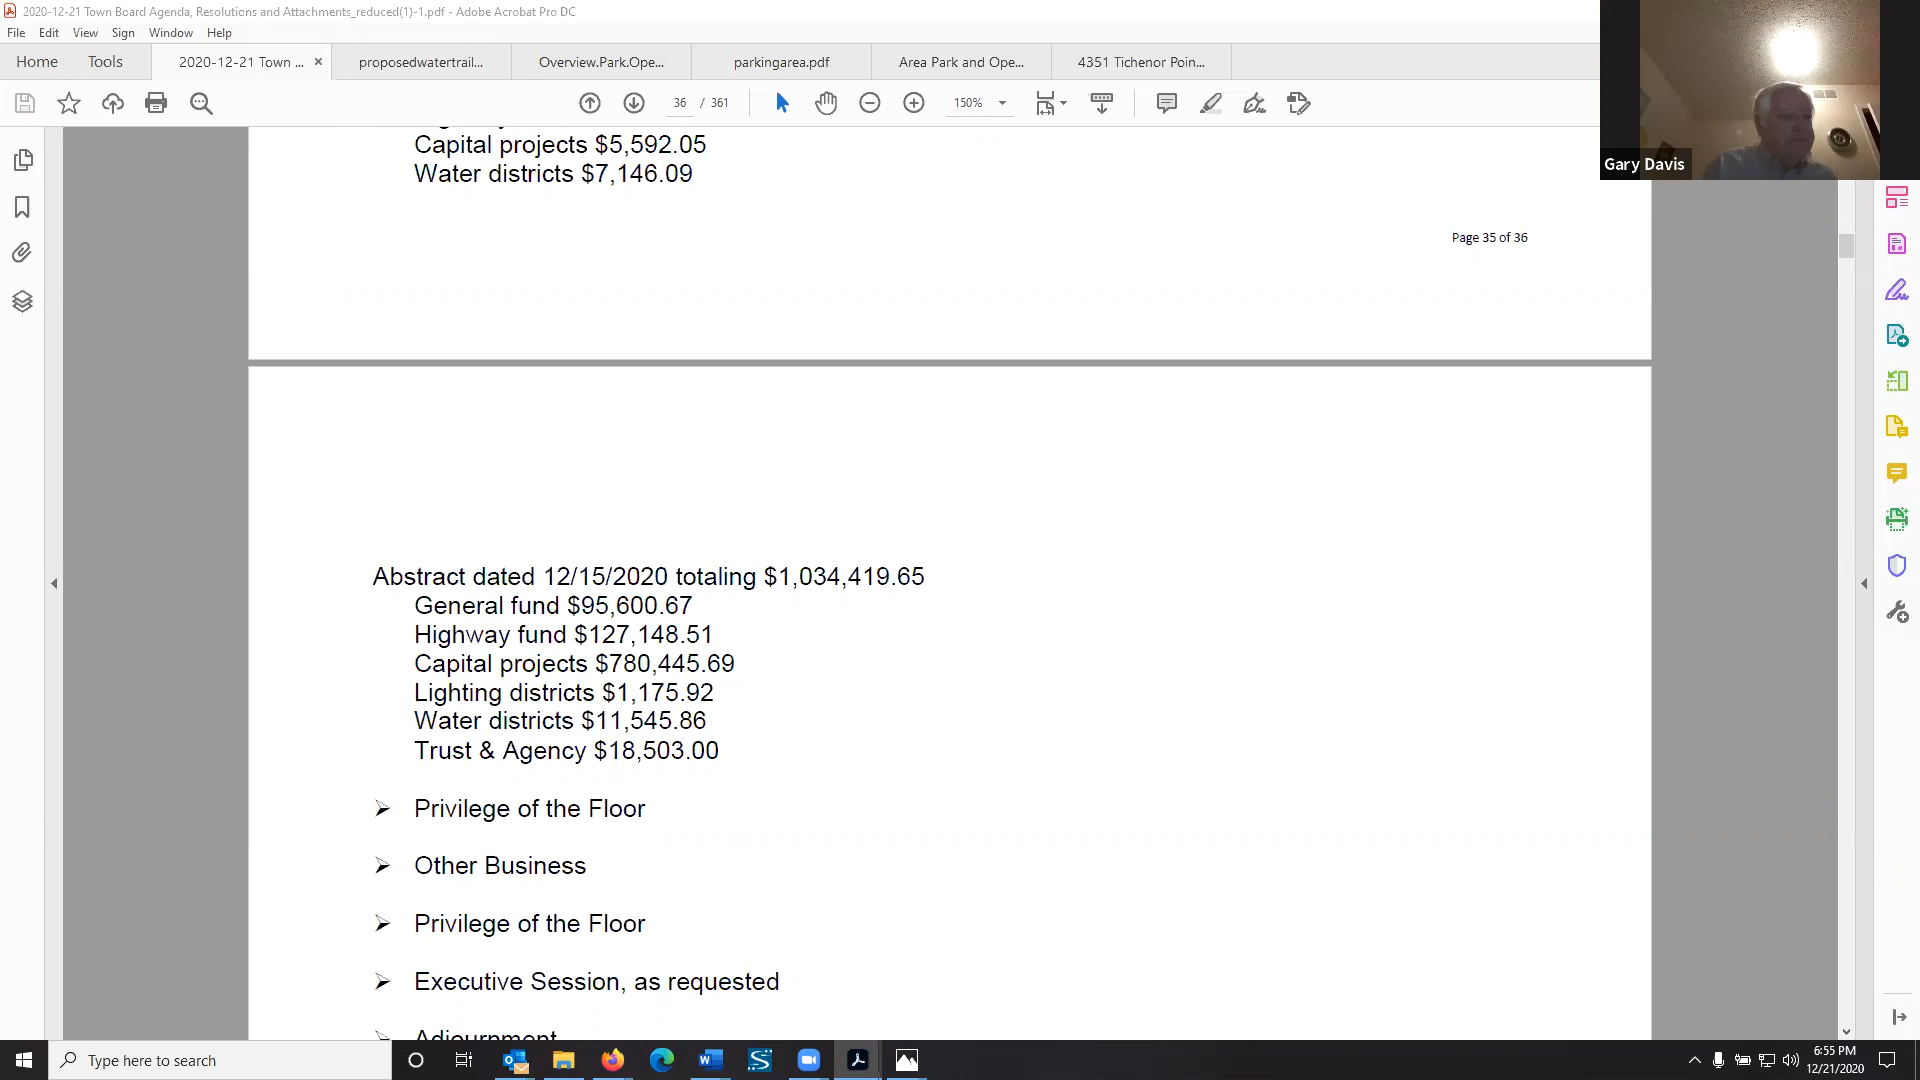 2020-12-21 Town Board Agenda, Resolutions and Attachments_reduced(1)-1.pdf - Adobe Acrobat Pro DC
File Edit View Sign Window Help
Home Tools 2020-12-21 Town ... × proposedwatertrail... Overview.Park.Ope... parkingarea.pdf Area Park and Ope... 4351 Tichenor Poin...
36 / 361 150%
Gary Davis
Capital projects $5,592.05
Water districts $7,146.09
Page 35 of 36
Abstract dated 12/15/2020 totaling $1,034,419.65
General fund $95,600.67
Highway fund $127,148.51
Capital projects $780,445.69
Lighting districts $1,175.92
Water districts $11,545.86
Trust & Agency $18,503.00
➢ Privilege of the Floor
➢ Other Business
➢ Privilege of the Floor
➢ Executive Session, as requested
➢ Adjournment
Type here to search
6:55 PM
12/21/2020